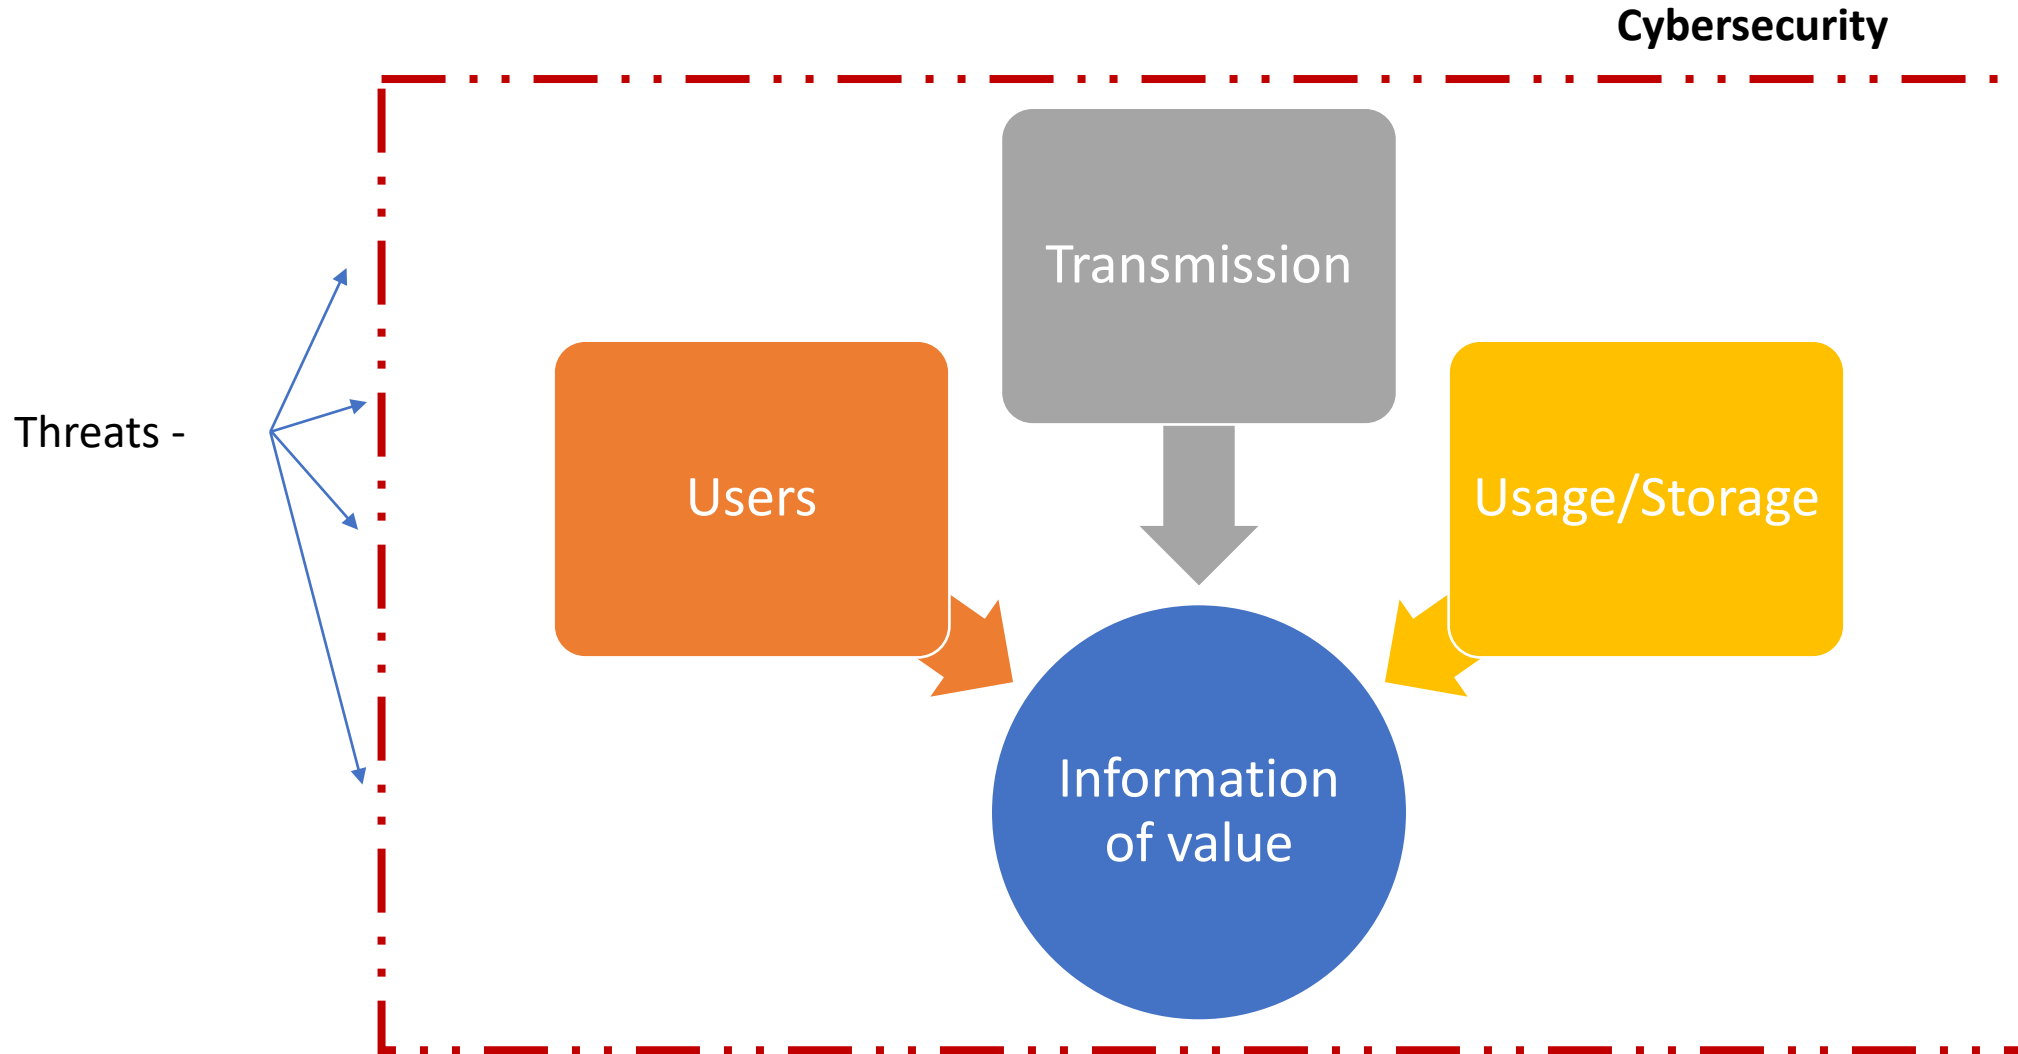 Cybersecurity
Transmission
Threats -
Users
Usage/Storage
Information
of value